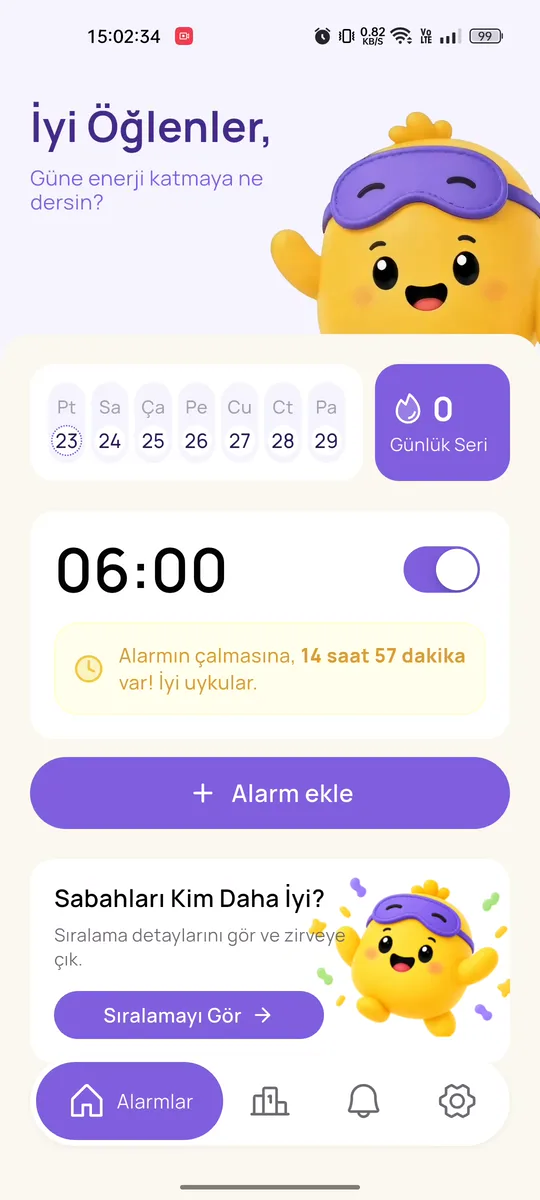 15:02:34
0.82
KB/S
Vo
LTE
99
İyi Öğlenler,
Güne enerji katmaya ne
dersin?
Pt Sa Ça Pe Cu Ct Pa
23 24 25 26 27 28 29
0
Günlük Seri
06:00
Alarmın çalmasına, 14 saat 57 dakika
var! İyi uykular.
+ Alarm ekle
Sabahları Kim Daha İyi?
Sıralama detaylarını gör ve zirveye
çık.
Sıralamayı Gör →
Alarmlar
1